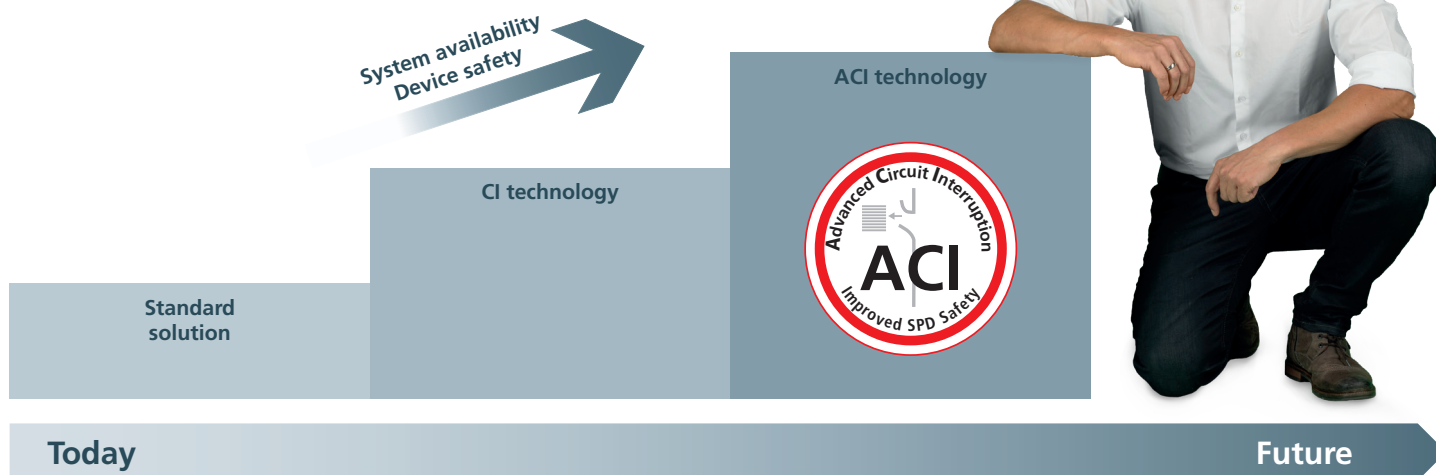 System availability
Device safety
ACI technology
CI technology
Advanced Circuit Interruption
ACI
Improved SPD Safety
Standard
solution
Today
Future